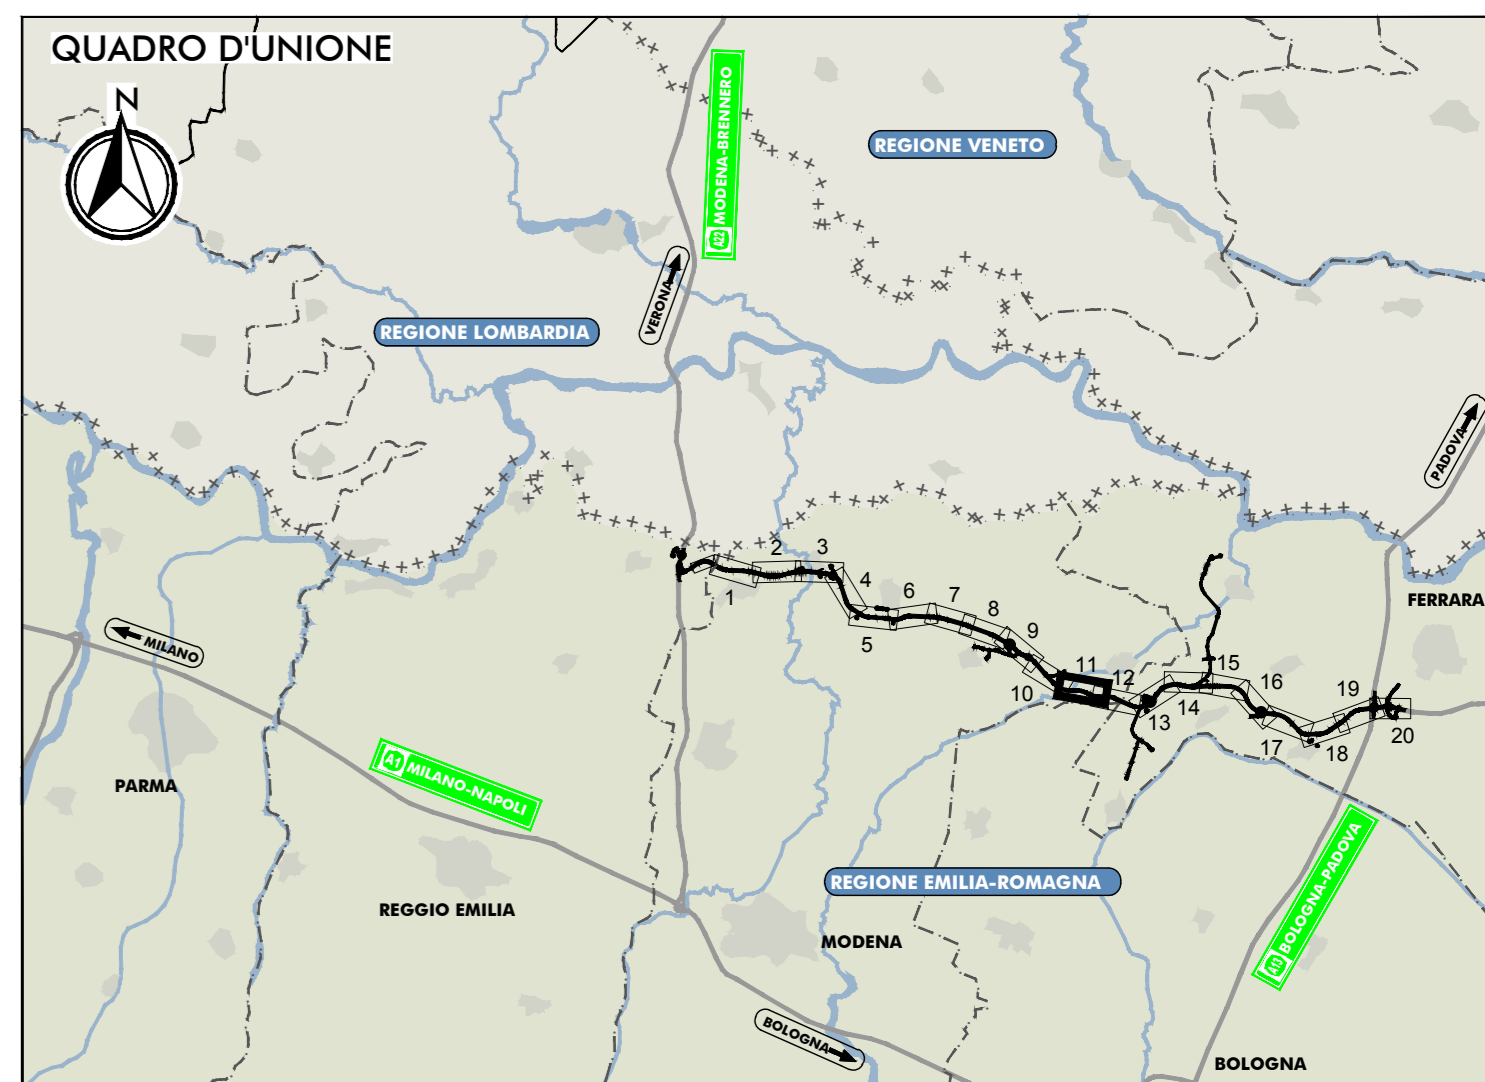 QUADRO D'UNIONE
N
A22 MODENA-BRENNERO
REGIONE VENETO
VERONA
REGIONE LOMBARDIA
PADOVA
2
3
1
4
6
7
8
9
5
FERRARA
MILANO
11
12
15
16
10
13
14
19
17
18
20
A1 MILANO-NAPOLI
PARMA
A13 BOLOGNA-PADOVA
REGIONE EMILIA-ROMAGNA
REGGIO EMILIA
MODENA
BOLOGNA
BOLOGNA